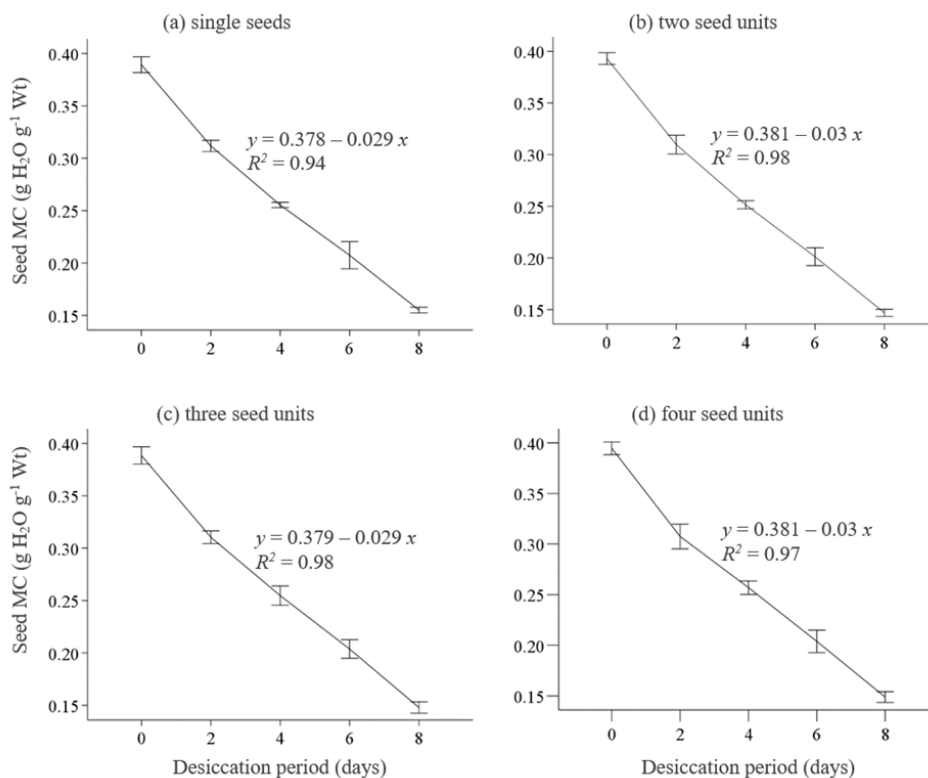 (a) single seeds
Seed MC (g H₂O g⁻¹ Wt)
0.40
0.35
0.30
0.25
0.20
0.15
y = 0.378 – 0.029 x
R² = 0.94
0 2 4 6 8
(b) two seed units
0.40
0.35
0.30
0.25
0.20
0.15
y = 0.381 – 0.03 x
R² = 0.98
0 2 4 6 8
(c) three seed units
Seed MC (g H₂O g⁻¹ Wt)
0.40
0.35
0.30
0.25
0.20
0.15
y = 0.379 – 0.029 x
R² = 0.98
0 2 4 6 8
Desiccation period (days)
(d) four seed units
0.40
0.35
0.30
0.25
0.20
0.15
y = 0.381 – 0.03 x
R² = 0.97
0 2 4 6 8
Desiccation period (days)